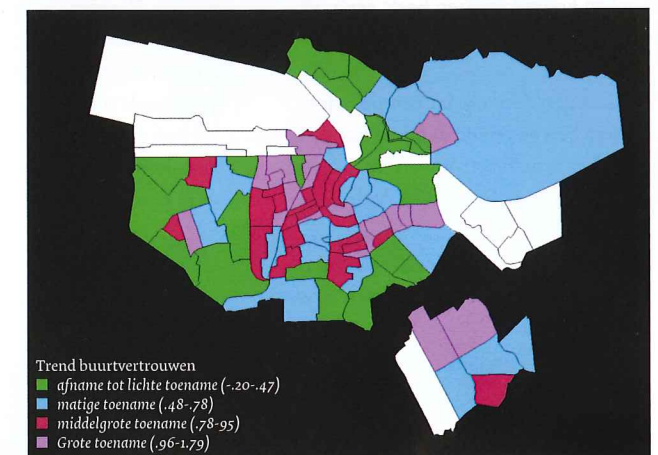 Trend buurtvertrouwen
afname tot lichte toename (-.20-.47)
matige toename (.48-.78)
middelgrote toename (.78-95)
Grote toename (.96-1.79)